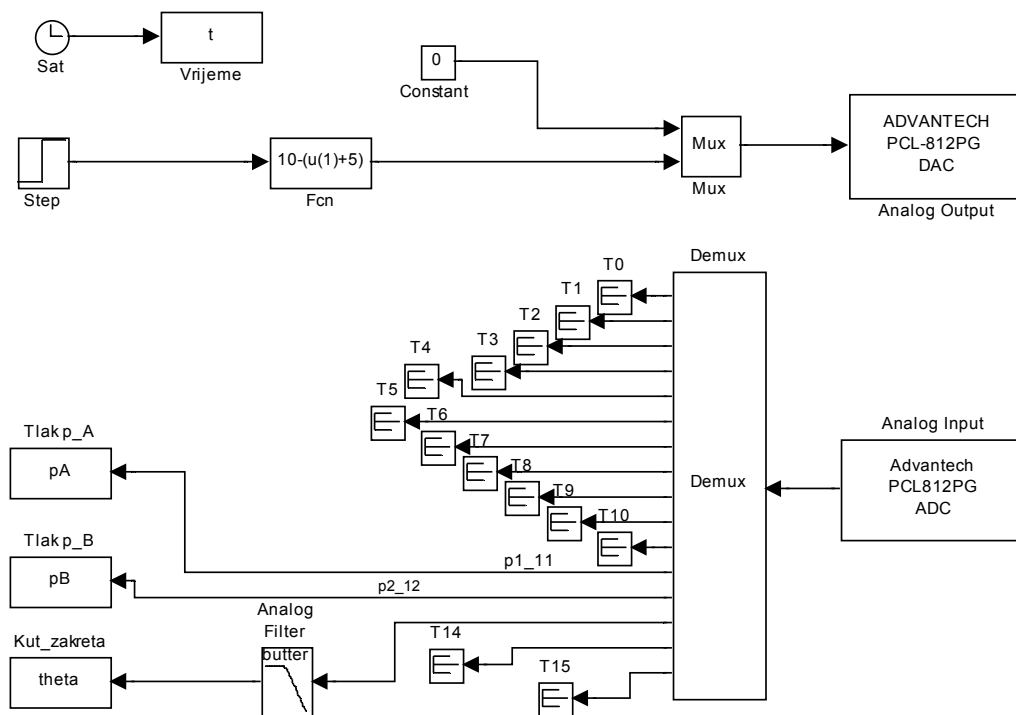 t
Sat
Vrijeme
0
Constant
Step
10-(u(1)+5)
Fcn
Mux
Mux
ADVANTECH
PCL-812PG
DAC
Analog Output
Demux
Demux
T0
T1
T2
T3
T4
T5
T6
T7
T8
T9
T10
Analog Input
Advantech
PCL812PG
ADC
Tlak p_A
pA
p1_11
Tlak p_B
pB
p2_12
Analog
Filter
butter
Kut_zakreta
theta
T14
T15